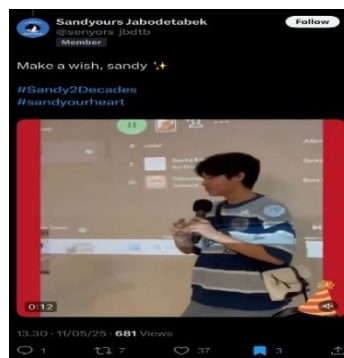 Sandyours Jabodetabek
@senyors_jbdtb
Follow
Member
Make a wish, sandy
#Sandy2Decades
#sandyourheart
0:12
13.30 · 11/05/25 · 681 Views
1
7
37
3